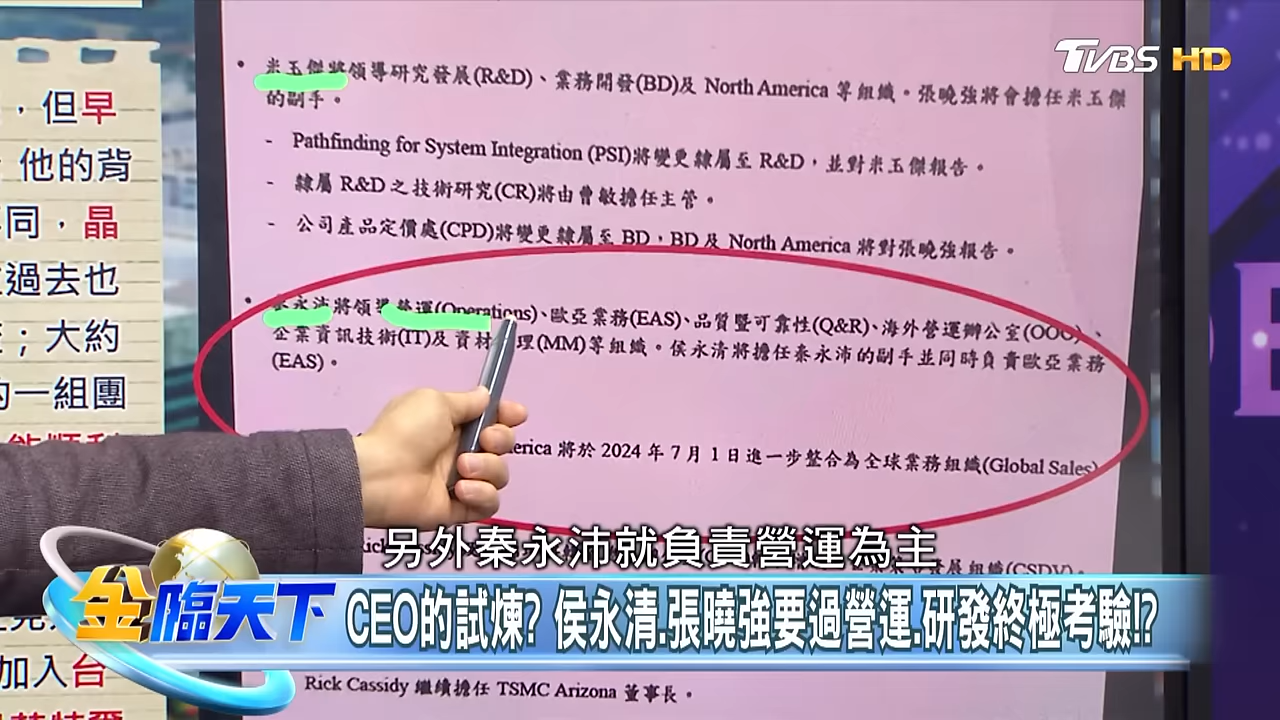 TVBS HD
，但早
他的背
同，晶
過去也
；大約
的一組團
加入台
• 米玉傑將領導研究發展(R&D)、業務開發(BD)及 North America 等組織。張曉強將會擔任米玉傑
的副手。
- Pathfinding for System Integration (PSI)將變更隸屬至 R&D，並對米玉傑報告。
- 隸屬 R&D 之技術研究(CR)將由曾敏擔任主管。
- 公司產品定價處(CPD)將變更隸屬至 BD，BD 及 North America 將對張曉強報告。
• 秦永沛將領導營運(Operations)、歐亞業務(EAS)、品質暨可靠性(Q&R)、海外營運辦公室(OOO)、
企業資訊技術(IT)及資材 理(MM)等組織。侯永清將擔任秦永沛的副手並同時負責歐亞業務
(EAS)。
erica 將於 2024 年 7 月 1 日進一步整合為全球業務組織(Global Sales)
另外秦永沛就負責營運為主
發展組織(CSDV)。
金臨天下
CEO的試煉? 侯永清.張曉強要過營運.研發終極考驗!?
Rick Cassidy 繼續擔任 TSMC Arizona 董事長。